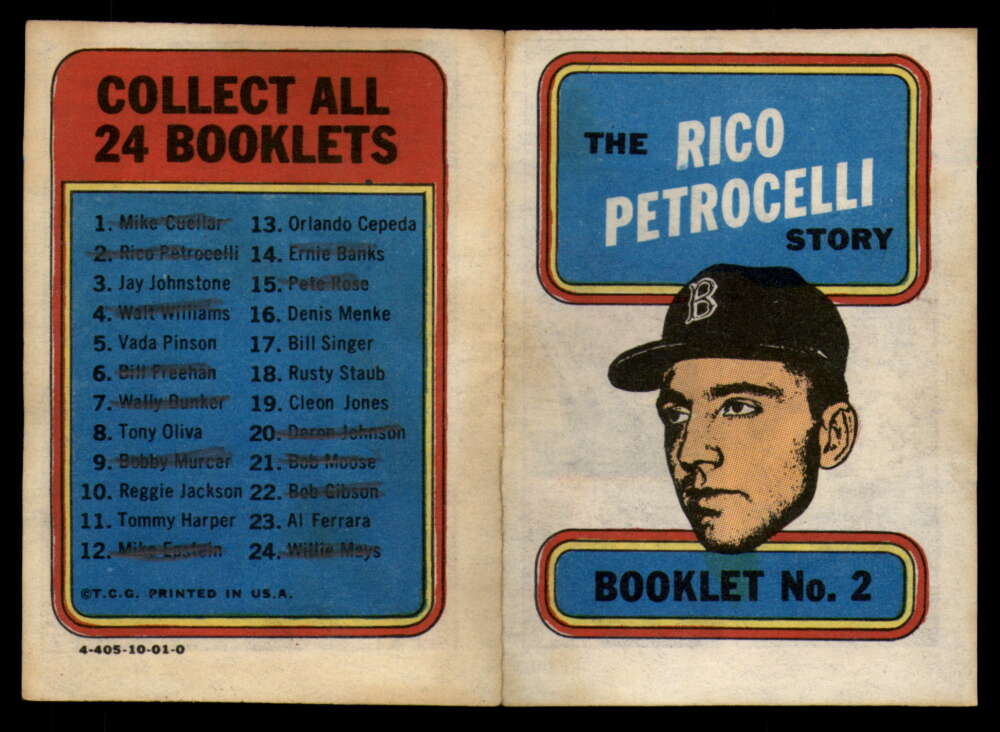 COLLECT ALL
24 BOOKLETS
1. Mike Cuellar
2. Rico Petrocelli
3. Jay Johnstone
4. Walt Williams
5. Vada Pinson
6. Bill Freehan
7. Wally Bunker
8. Tony Oliva
9. Bobby Murcer
10. Reggie Jackson
11. Tommy Harper
12. Mike Epstein
13. Orlando Cepeda
14. Ernie Banks
15. Pete Rose
16. Denis Menke
17. Bill Singer
18. Rusty Staub
19. Cleon Jones
20. Deron Johnson
21. Bob Moose
22. Bob Gibson
23. Al Ferrara
24. Willie Mays
©T.C.G. PRINTED IN U.S.A.
4-405-10-01-0
THE RICO
PETROCELLI
STORY
B
BOOKLET No. 2